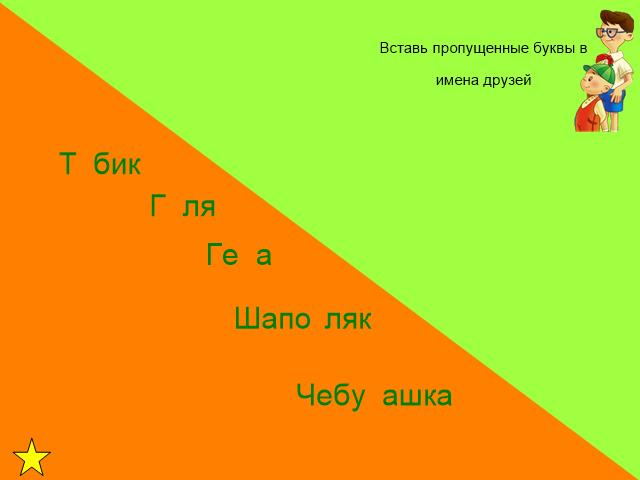 Вставь пропущенные буквы в
имена друзей
Т  бик
Г  ля
Ге  а
Шапо  ляк
Чебу  ашка